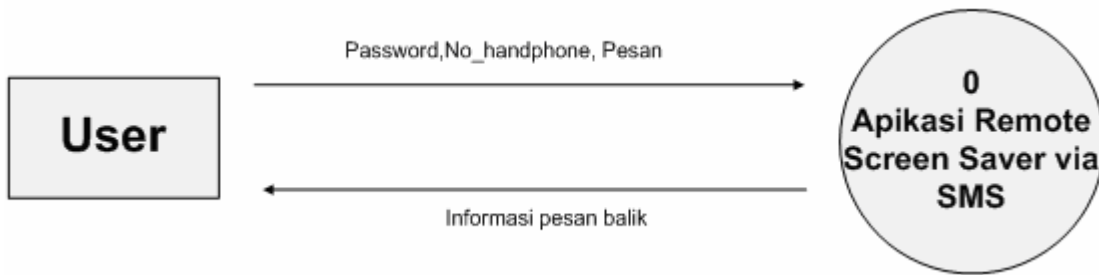 Password,No_handphone, Pesan
User
0
Apikasi Remote
Screen Saver via
SMS
Informasi pesan balik